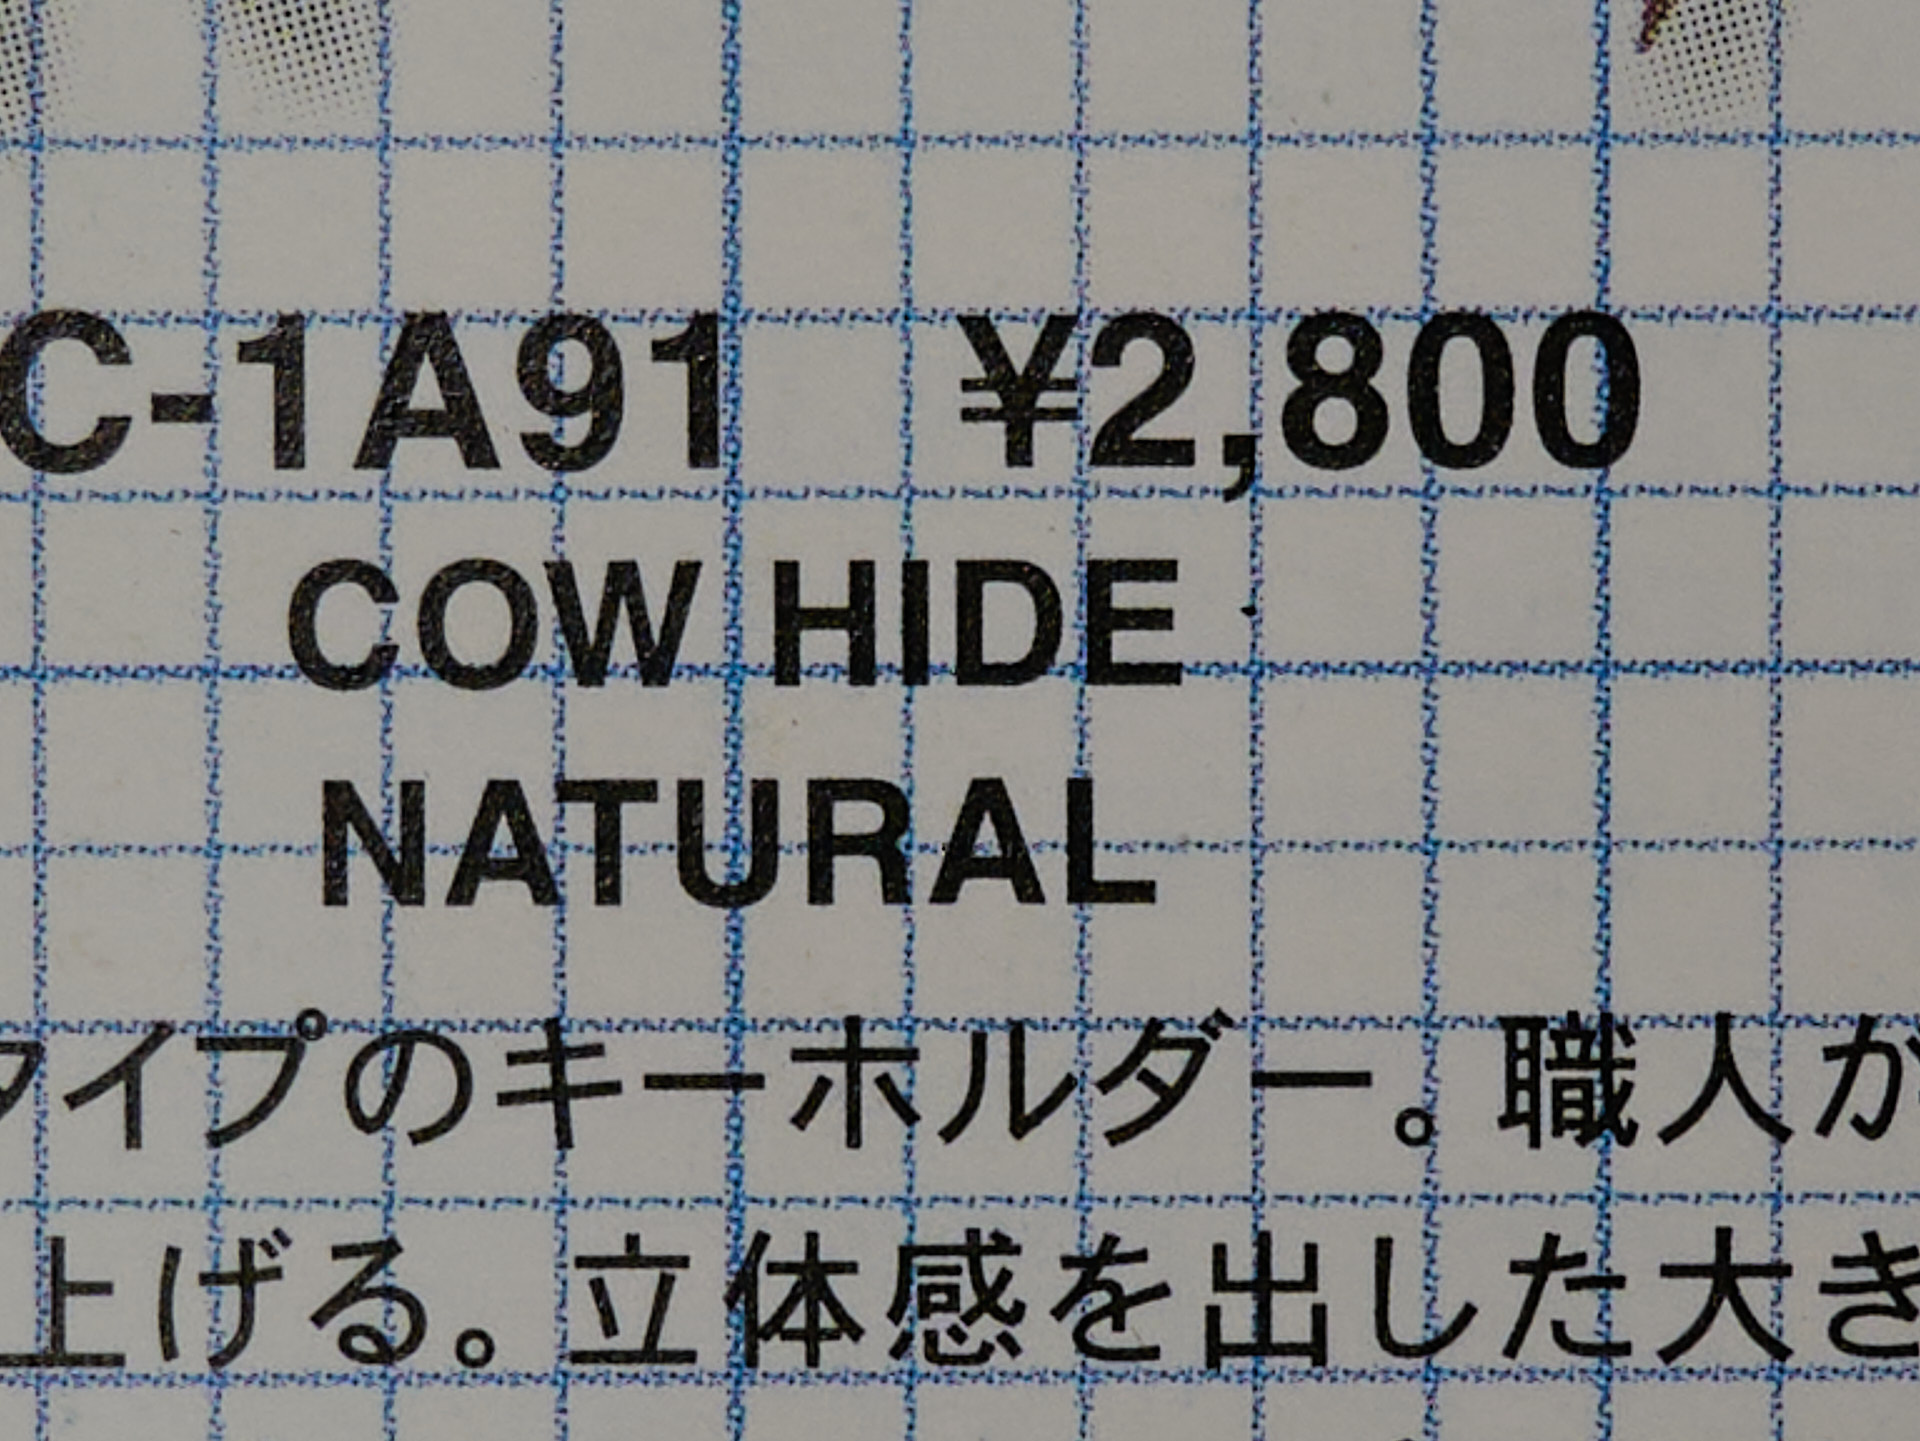 C-1A91 ¥2,800
COW HIDE
NATURAL
タイプのキーホルダー。職人が
上げる。立体感を出した大き